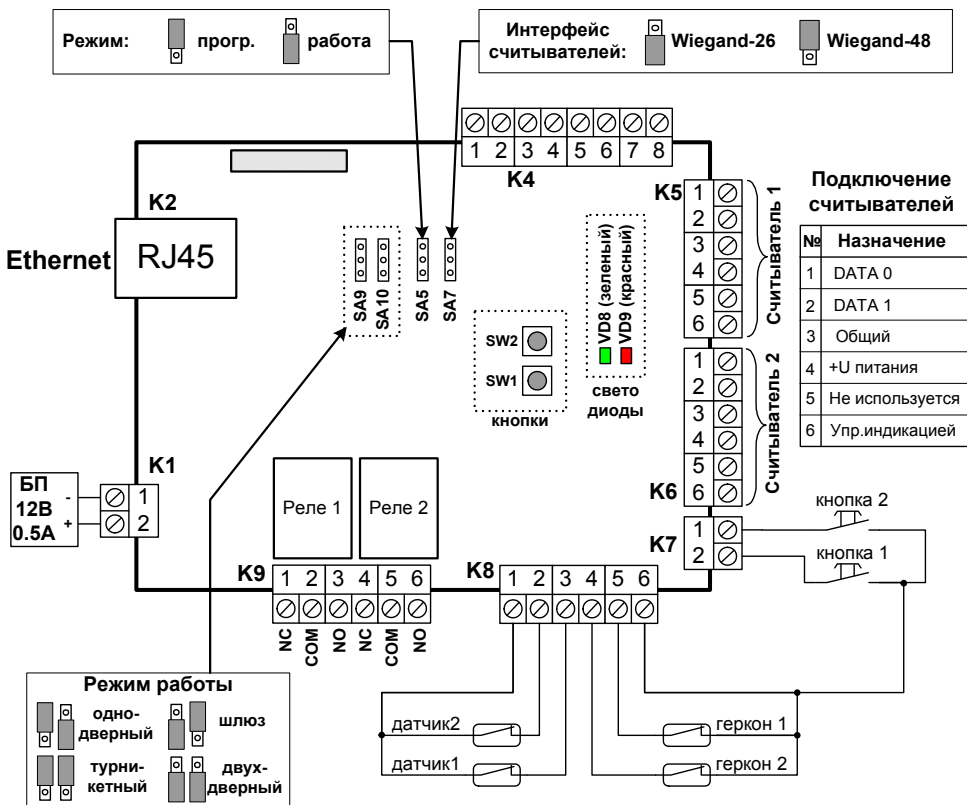 Режим: прогр. работа
Интерфейс
считывателей: Wiegand-26 Wiegand-48
1 2 3 4 5 6 7 8
K4
K2
RJ45
Ethernet
SA9
SA10
SA5
SA7
SW2
SW1
кнопки
VD8 (зеленый)
VD9 (красный)
свето
диоды
K5
1
2
3
4
5
6
Считыватель 1
1
2
3
4
5
6
K6
Считыватель 2
Подключение
считывателей
№ Назначение
1 DATA 0
2 DATA 1
3 Общий
4 +U питания
5 Не используется
6 Упр.индикацией
K1
БП
12В
0.5А
-
+
1
2
Реле 1
Реле 2
K7
1
2
кнопка 2
кнопка 1
K9
1 2 3 4 5 6
NC
COM
NO
NC
COM
NO
K8
1 2 3 4 5 6
датчик2
датчик1
геркон 1
геркон 2
Режим работы
одно-
дверный
шлюз
турни-
кетный
двух-
дверный